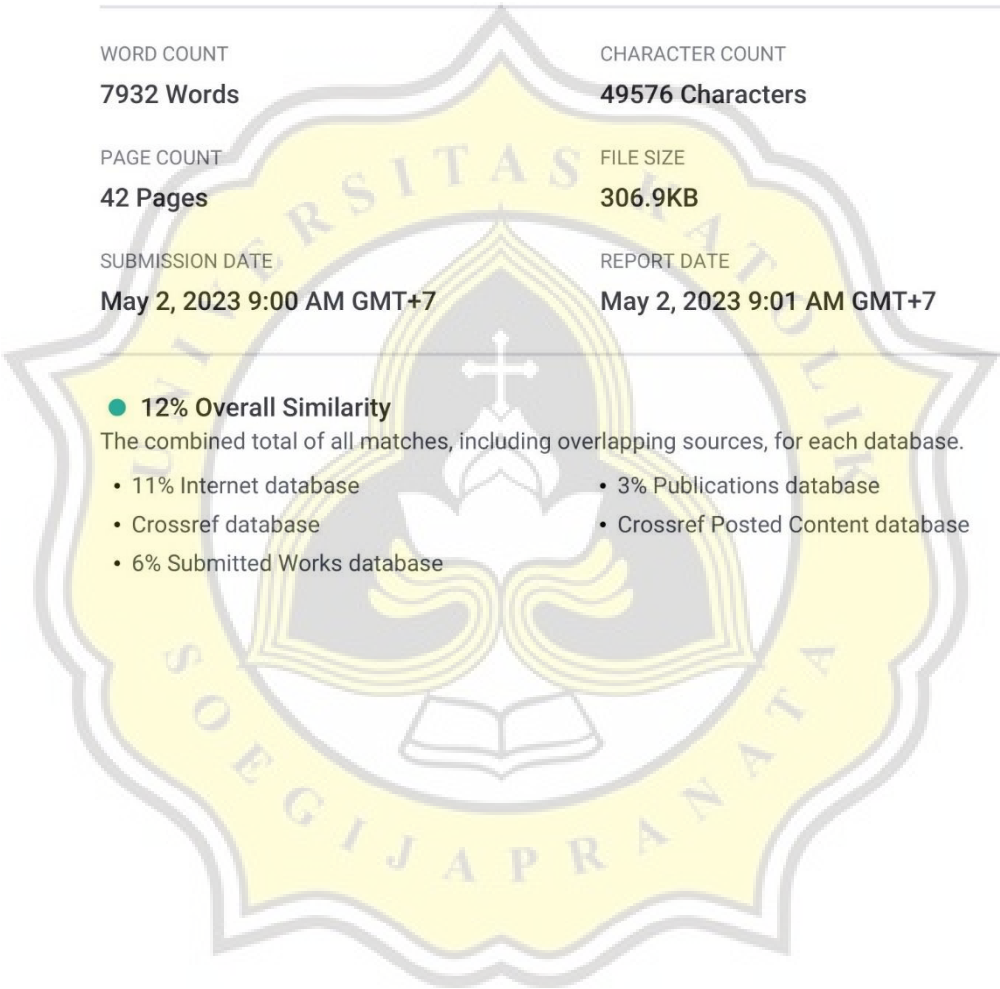 WORD COUNT
7932 Words
CHARACTER COUNT
49576 Characters
PAGE COUNT
42 Pages
FILE SIZE
306.9KB
SUBMISSION DATE
May 2, 2023 9:00 AM GMT+7
REPORT DATE
May 2, 2023 9:01 AM GMT+7
12% Overall Similarity
The combined total of all matches, including overlapping sources, for each database.
• 11% Internet database
• 3% Publications database
• Crossref database
• Crossref Posted Content database
• 6% Submitted Works database
UNIVERSITAS KATOLIK
SOEGIJAPRANATA